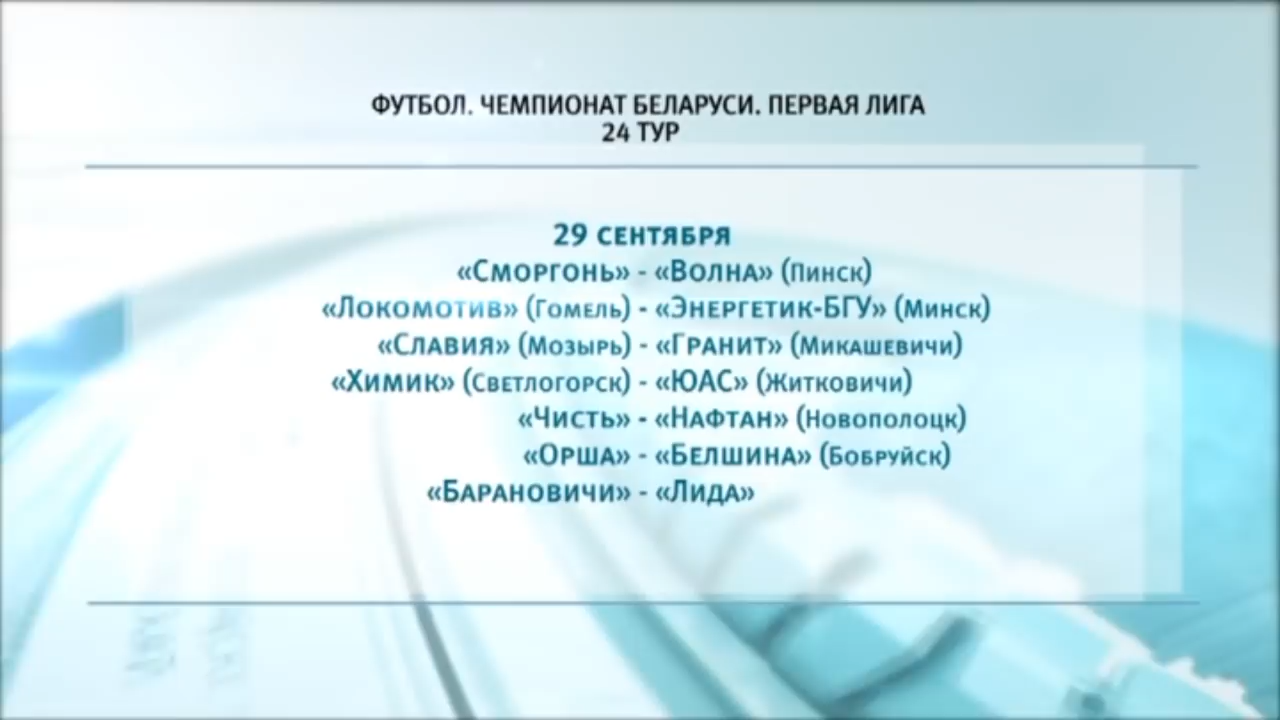 ФУТБОЛ. ЧЕМПИОНАТ БЕЛАРУСИ. ПЕРВАЯ ЛИГА
24 ТУР
29 СЕНТЯБРЯ
«СМОРГОНЬ» - «ВОЛНА» (ПИНСК)
«ЛОКОМОТИВ» (ГОМЕЛЬ) - «ЭНЕРГЕТИК-БГУ» (МИНСК)
«СЛАВИЯ» (МОЗЫРЬ) - «ГРАНИТ» (МИКАШЕВИЧИ)
«ХИМИК» (СВЕТЛОГОРСК) - «ЮАС» (ЖИТКОВИЧИ)
«ЧИСТЬ» - «НАФТАН» (НОВОПОЛОЦК)
«ОРША» - «БЕЛШИНА» (БОБРУЙСК)
«БАРАНОВИЧИ» - «ЛИДА»